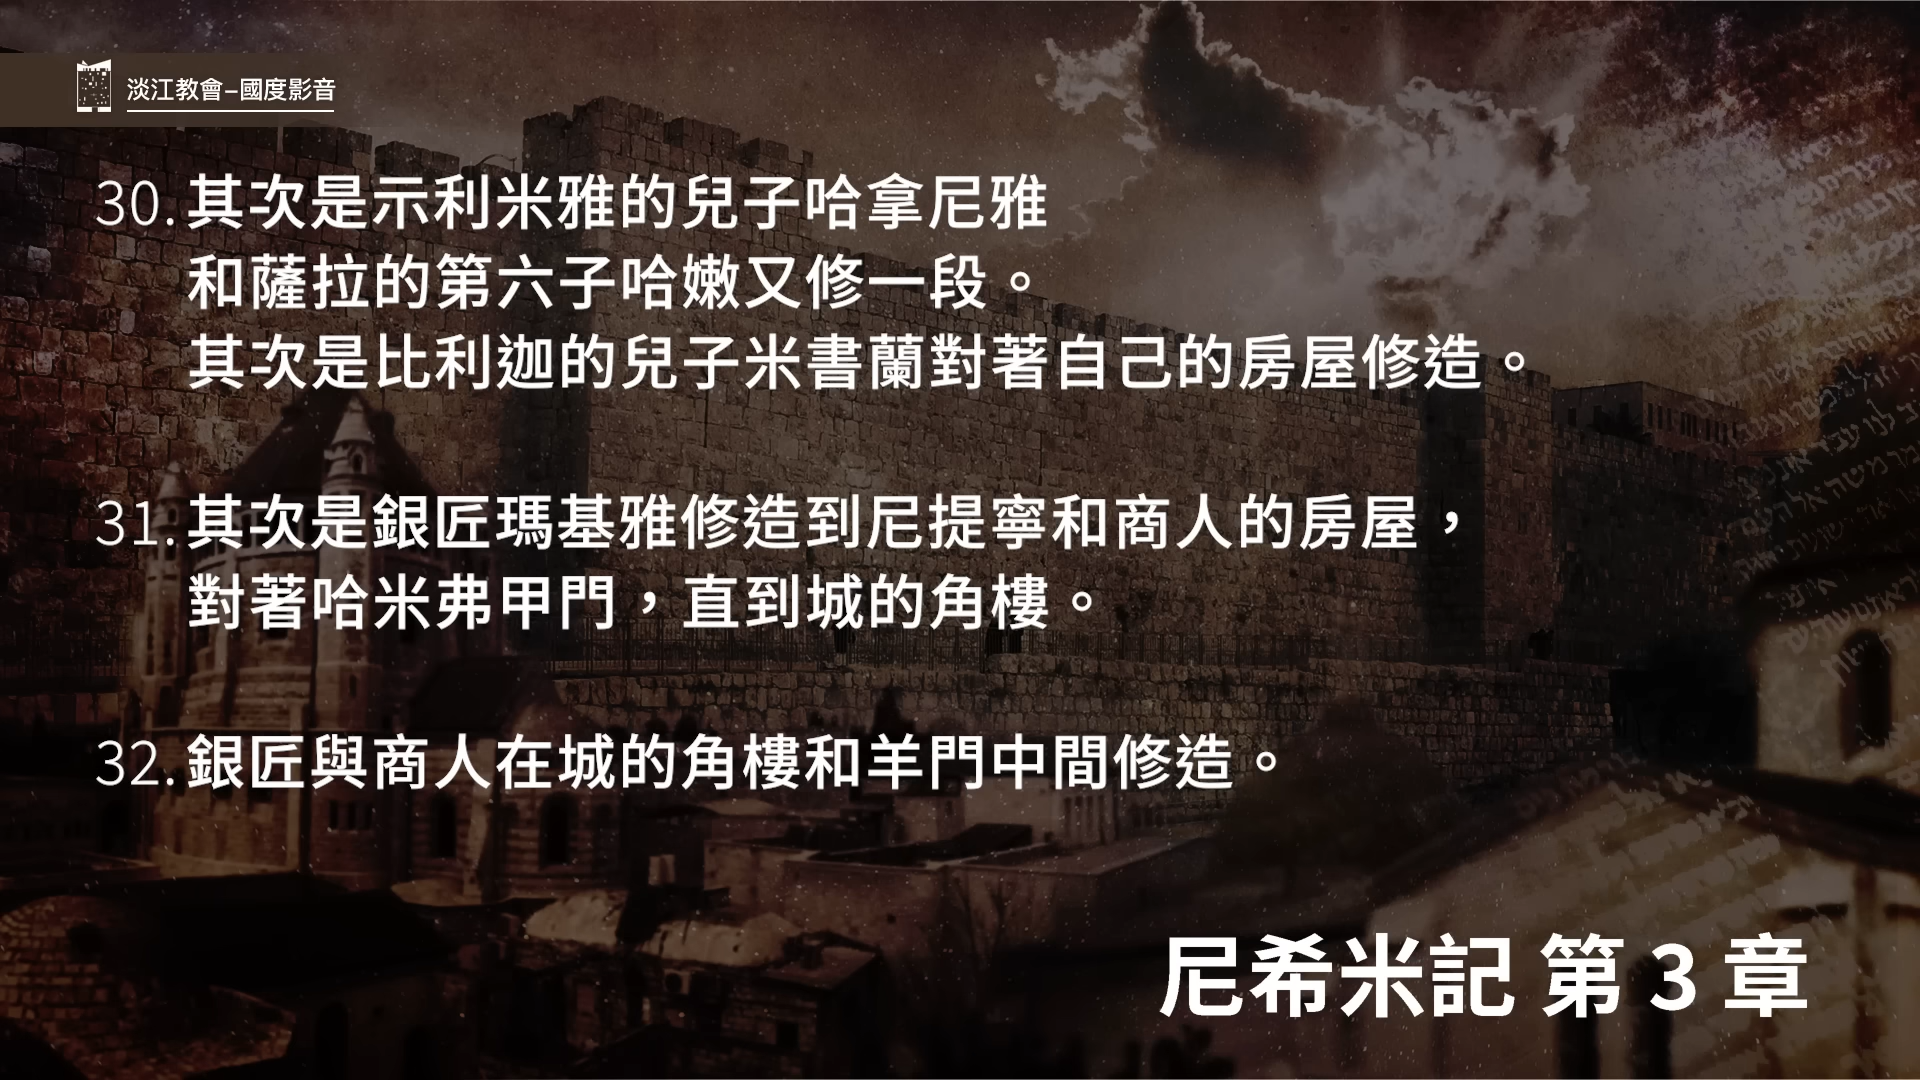 淡江教會–國度影音
30.其次是示利米雅的兒子哈拿尼雅
和薩拉的第六子哈嫩又修一段。
其次是比利迦的兒子米書蘭對著自己的房屋修造。
31.其次是銀匠瑪基雅修造到尼提寧和商人的房屋，
對著哈米弗甲門，直到城的角樓。
32.銀匠與商人在城的角樓和羊門中間修造。
尼希米記 第 3 章